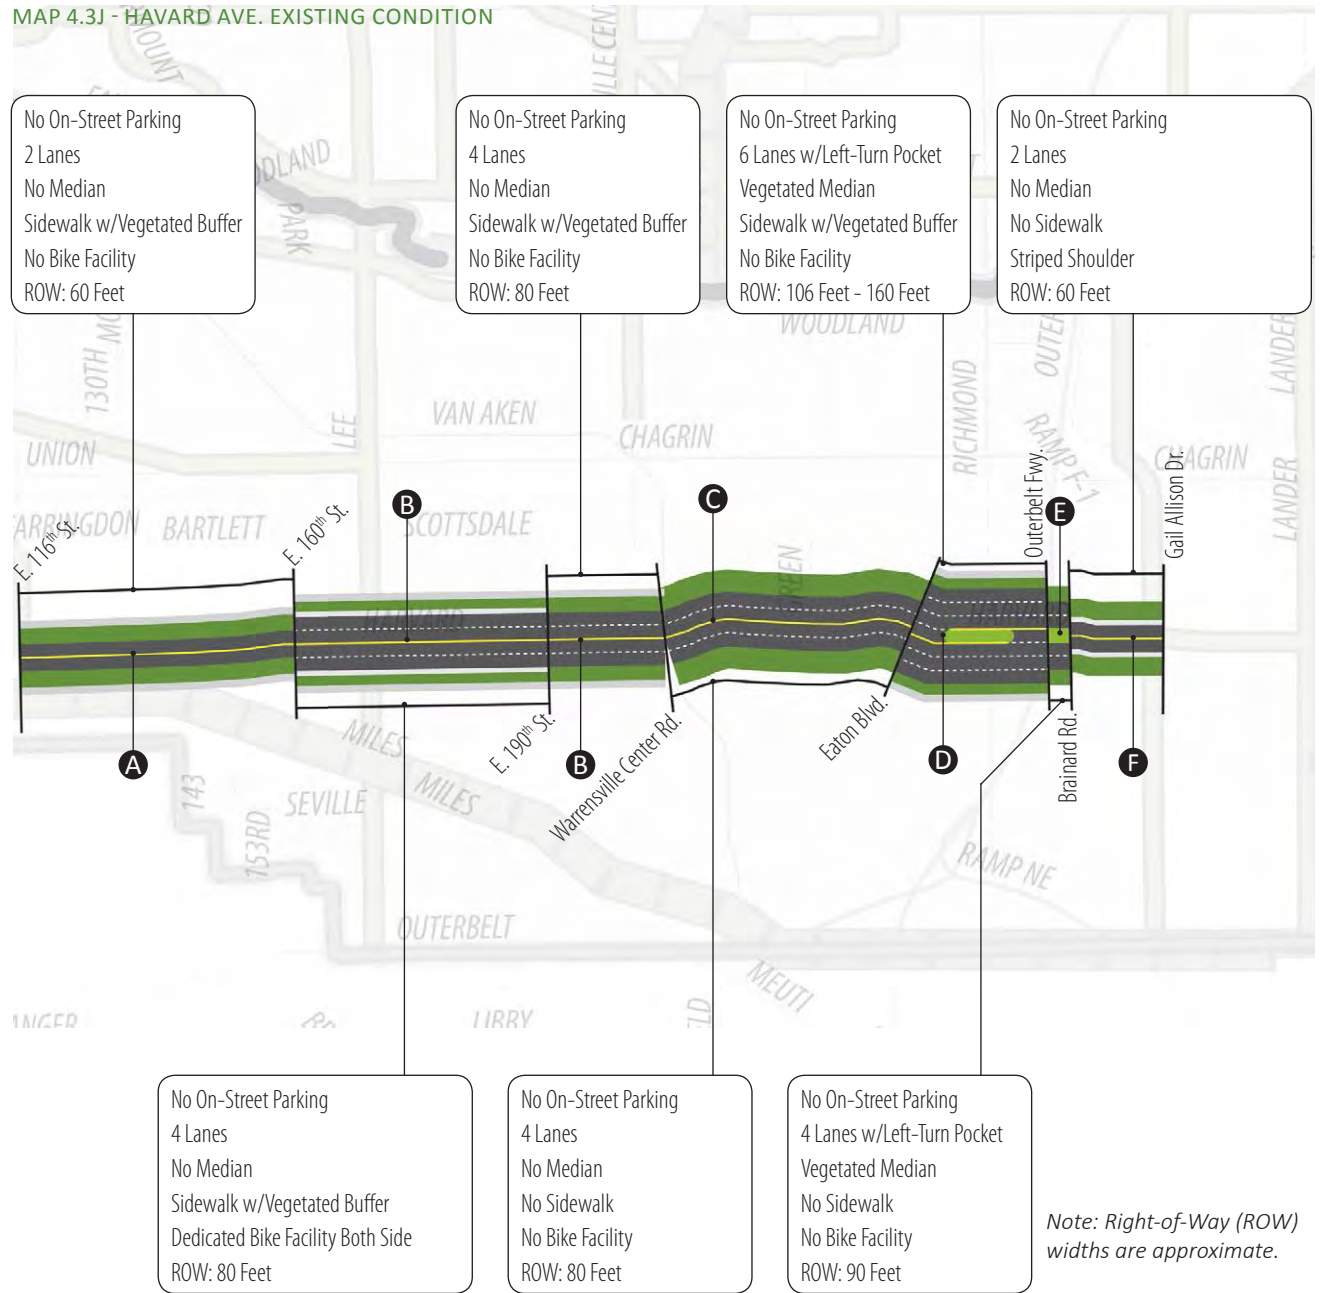 MAP 4.3J - HAVARD AVE. EXISTING CONDITION
No On-Street Parking
2 Lanes
No Median
Sidewalk w/Vegetated Buffer
No Bike Facility
ROW: 60 Feet
No On-Street Parking
4 Lanes
No Median
Sidewalk w/Vegetated Buffer
No Bike Facility
ROW: 80 Feet
No On-Street Parking
6 Lanes w/Left-Turn Pocket
Vegetated Median
Sidewalk w/Vegetated Buffer
No Bike Facility
ROW: 106 Feet - 160 Feet
No On-Street Parking
2 Lanes
No Median
No Sidewalk
Striped Shoulder
ROW: 60 Feet
PARK
WOODLAND
130TH
LEE
VAN AKEN
CHAGRIN
RICHMOND
OUTER
RAMP F-1
LANDER
LANDER
CHAGRIN
UNION
BARTLETT
SCOTTSDALE
E. 116th St.
E. 160th St.
B
C
Outerbelt Fwy.
E
Gail Allison Dr.
HARVARD
GREEN
A
E. 190th St.
B
Warrensville Center Rd.
Eaton Blvd.
D
Brainard Rd.
F
MILES
MILES
143
153RD
SEVILLE
RAMP NE
OUTERBELT
MEUTI
LIBBY
No On-Street Parking
4 Lanes
No Median
Sidewalk w/Vegetated Buffer
Dedicated Bike Facility Both Side
ROW: 80 Feet
No On-Street Parking
4 Lanes
No Median
No Sidewalk
No Bike Facility
ROW: 80 Feet
No On-Street Parking
4 Lanes w/Left-Turn Pocket
Vegetated Median
No Sidewalk
No Bike Facility
ROW: 90 Feet
Note: Right-of-Way (ROW)
widths are approximate.